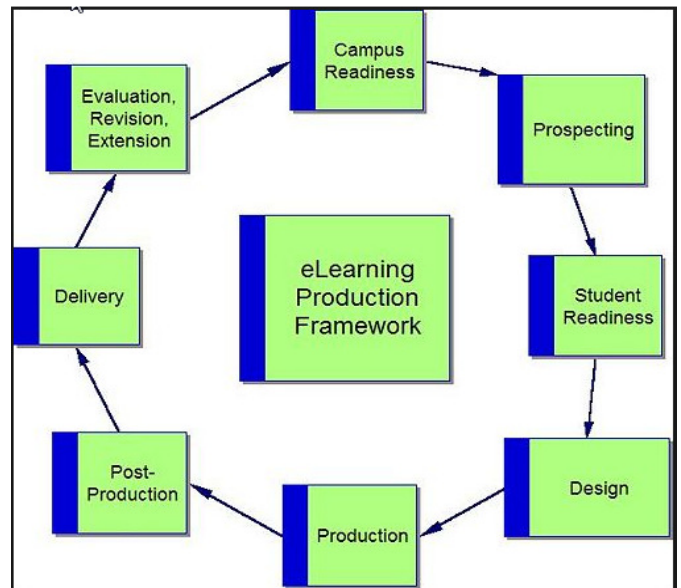 Campus
Readiness
Prospecting
Student
Readiness
Design
Production
Post-
Production
Delivery
Evaluation,
Revision,
Extension
eLearning
Production
Framework